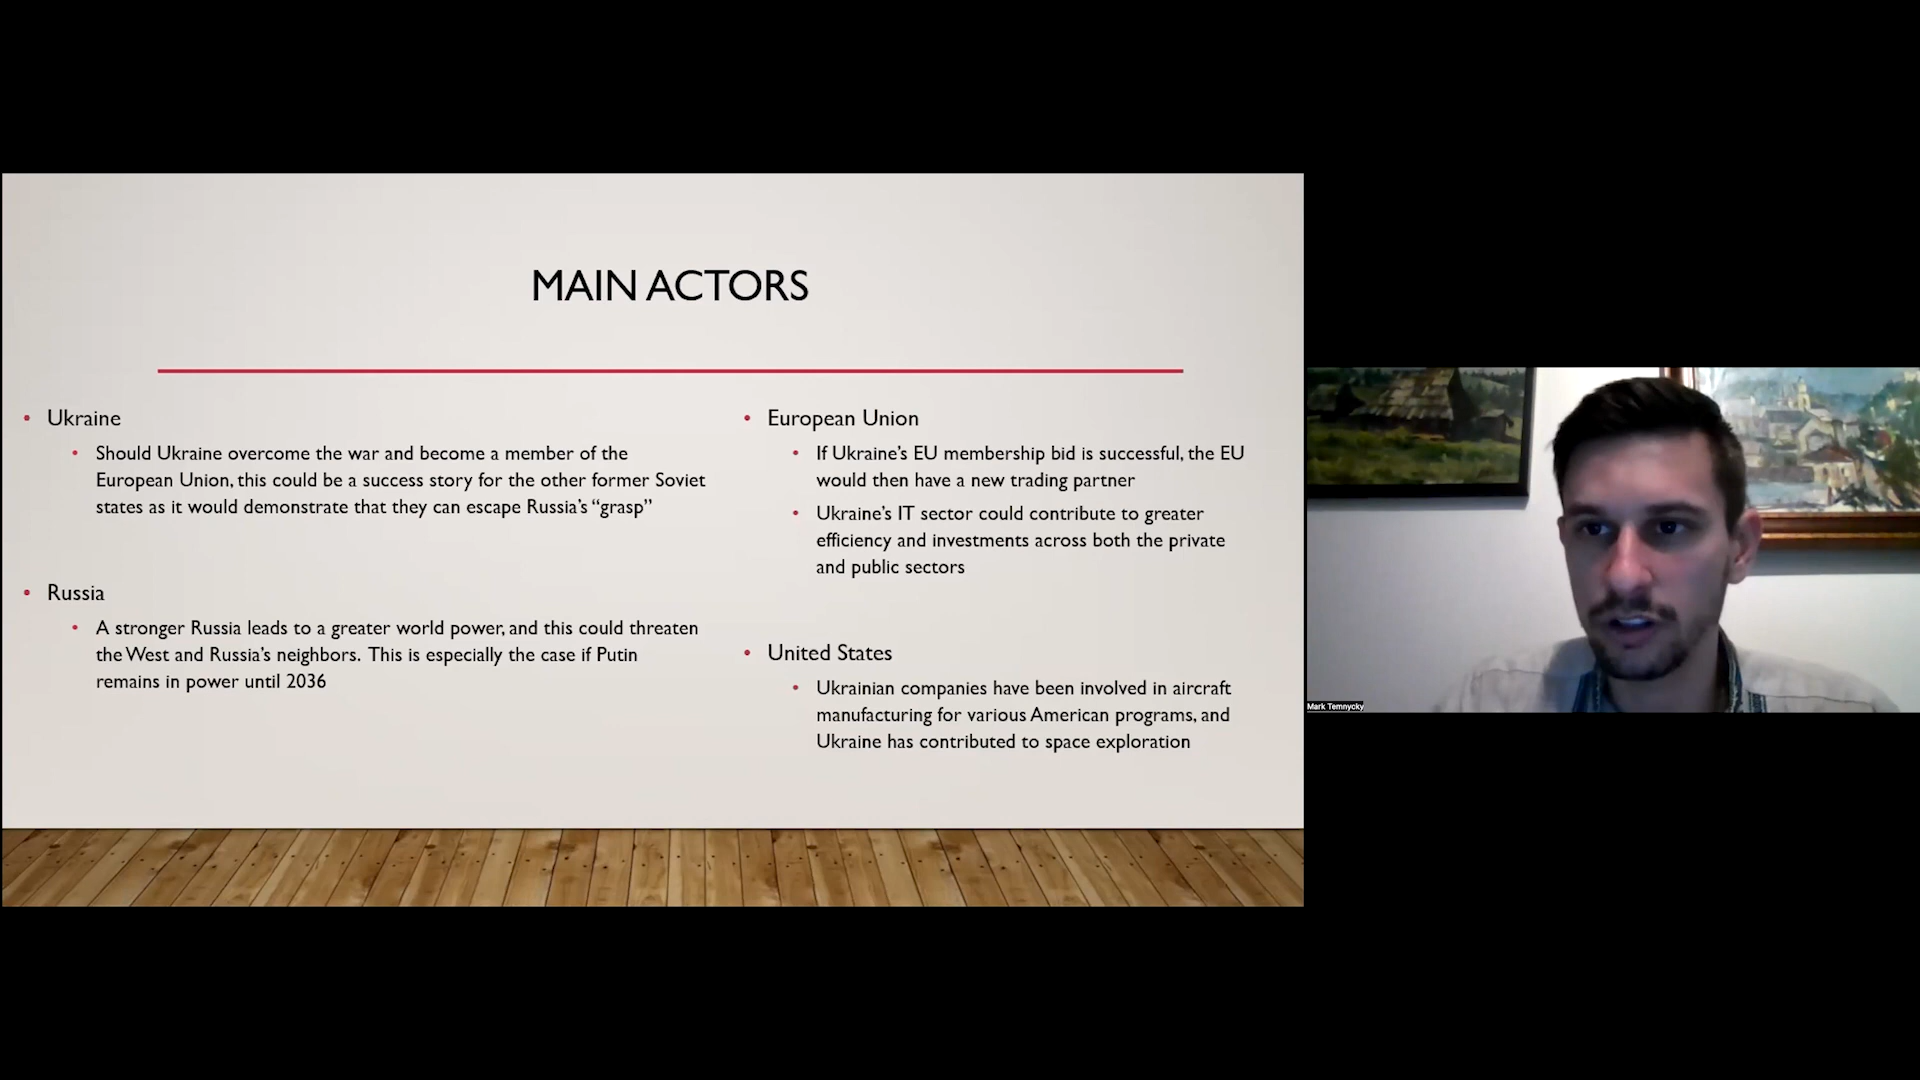 MAIN ACTORS
• Ukraine
• Should Ukraine overcome the war and become a member of the
European Union, this could be a success story for the other former Soviet
states as it would demonstrate that they can escape Russia’s “grasp”
• Russia
• A stronger Russia leads to a greater world power, and this could threaten
the West and Russia’s neighbors. This is especially the case if Putin
remains in power until 2036
• European Union
• If Ukraine’s EU membership bid is successful, the EU
would then have a new trading partner
• Ukraine’s IT sector could contribute to greater
efficiency and investments across both the private
and public sectors
• United States
• Ukrainian companies have been involved in aircraft
manufacturing for various American programs, and
Ukraine has contributed to space exploration
Mark Temnycky